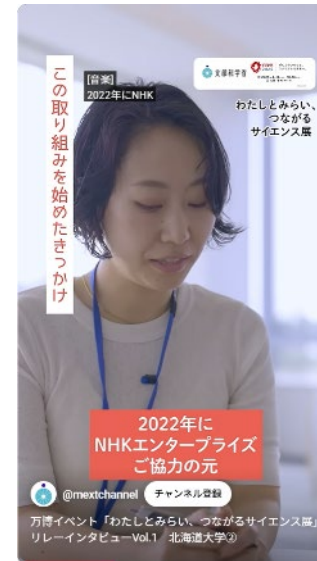 この取り組みを始めたきっかけ
[音楽]
2022年にNHK
文部科学省
わたしとみらい、
つながる
サイエンス展
2022年に
NHKエンタープライズ
ご協力の元
@mextchannel
チャンネル登録
万博イベント「わたしとみらい、つながるサイエンス展」
リレーインタビューVol.1 北海道大学②